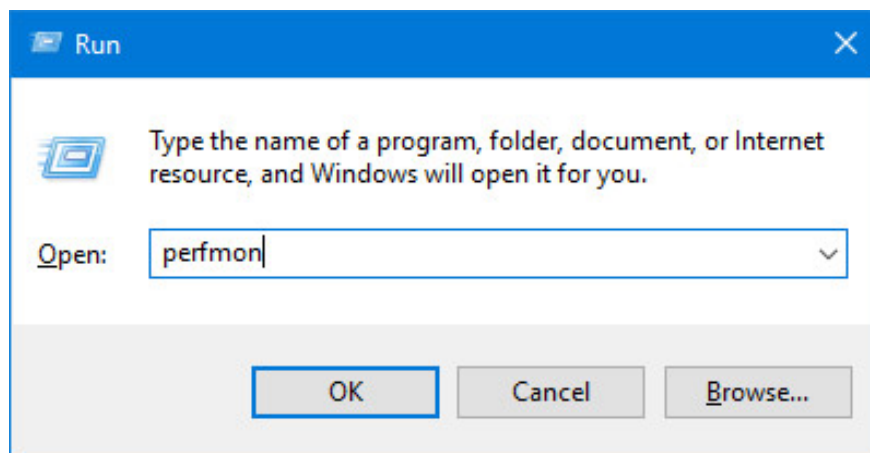 Run
Type the name of a program, folder, document, or Internet
resource, and Windows will open it for you.
Open: perfmon
OK Cancel Browse...